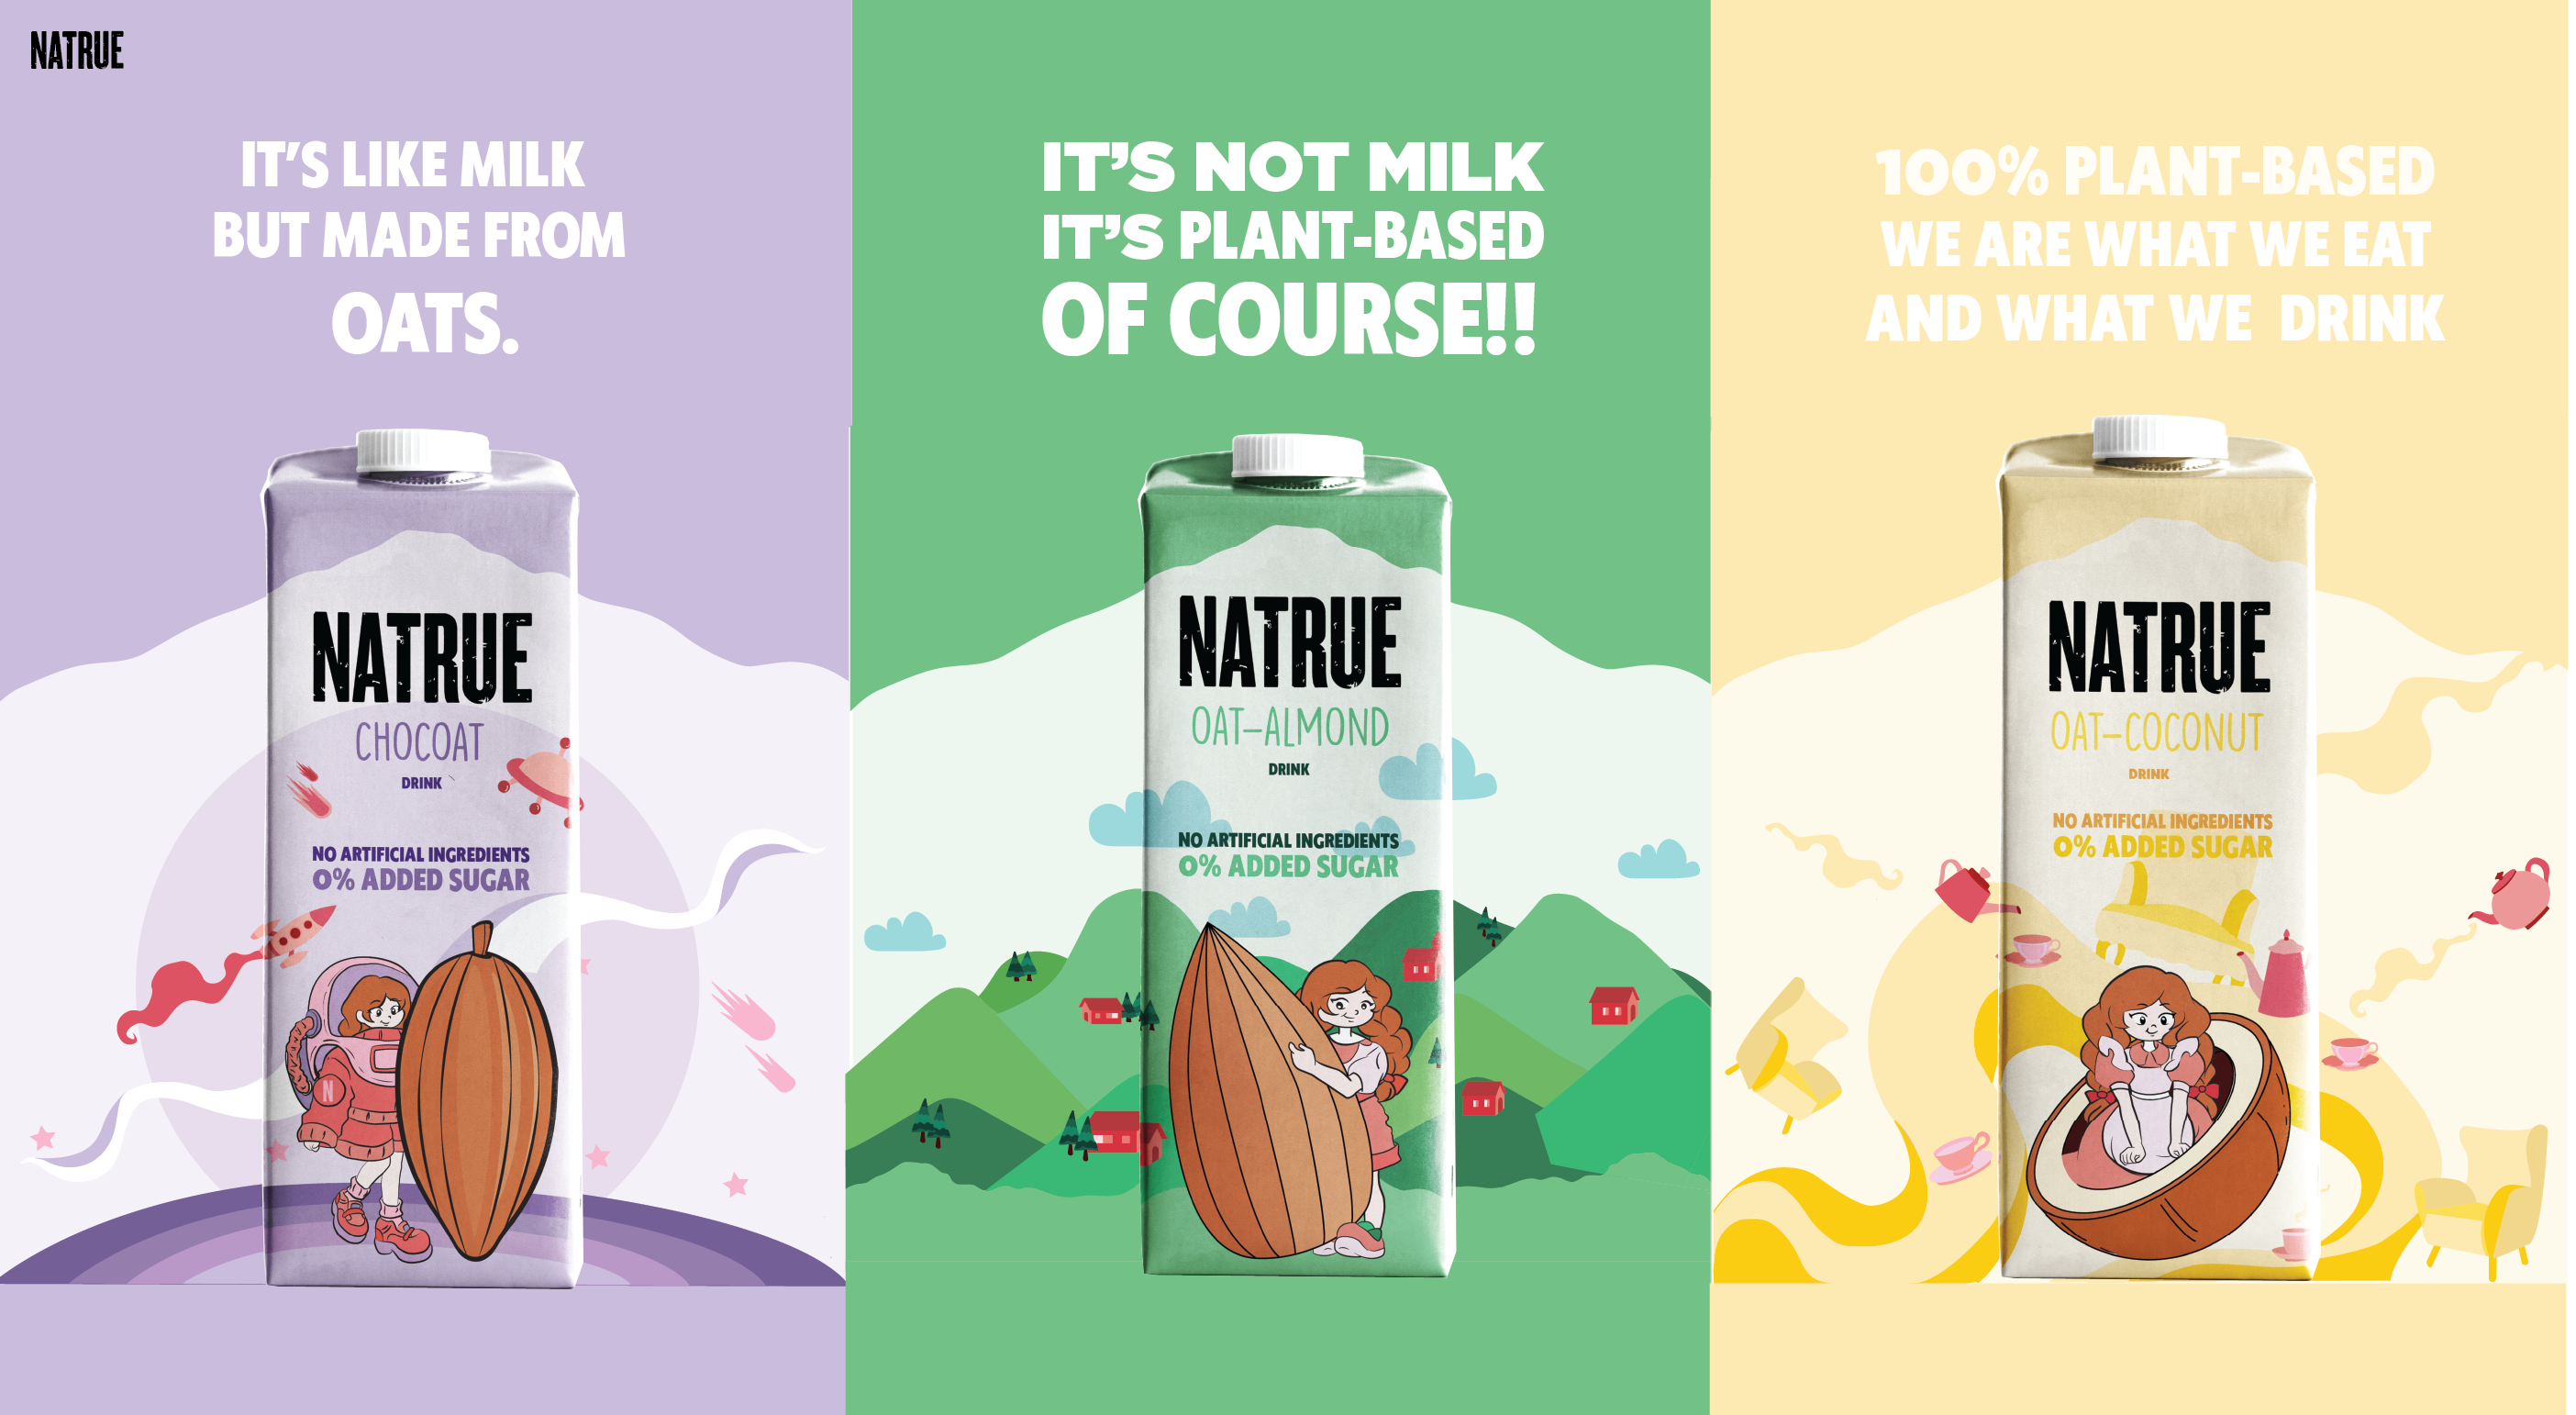 NATRUE
IT'S LIKE MILK
BUT MADE FROM
OATS.
NATRUE
CHOCOAT
DRINK
NO ARTIFICIAL INGREDIENTS
0% ADDED SUGAR
N
IT'S NOT MILK
IT'S PLANT-BASED
OF COURSE!!
NATRUE
OAT-ALMOND
DRINK
NO ARTIFICIAL INGREDIENTS
0% ADDED SUGAR
100% PLANT-BASED
WE ARE WHAT WE EAT
AND WHAT WE DRINK
NATRUE
OAT-COCONUT
DRINK
NO ARTIFICIAL INGREDIENTS
0% ADDED SUGAR